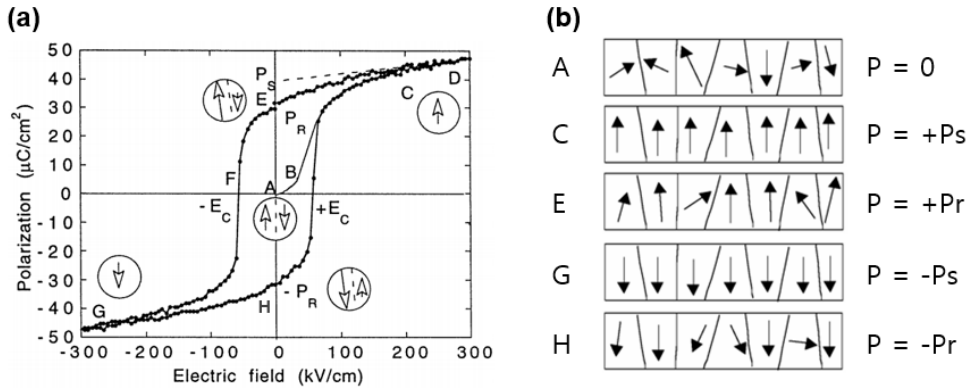 (a)
50
40
30
20
10
0
-10
-20
-30
-40
-50
Polarization (μC/cm²)
-300 -200 -100 0 100 200 300
Electric field (kV/cm)
P_S
E
P_R
D
C
B
A
F
- E_C
+E_C
- P_R
H
G
(b)
A P = 0
C P = +Ps
E P = +Pr
G P = -Ps
H P = -Pr